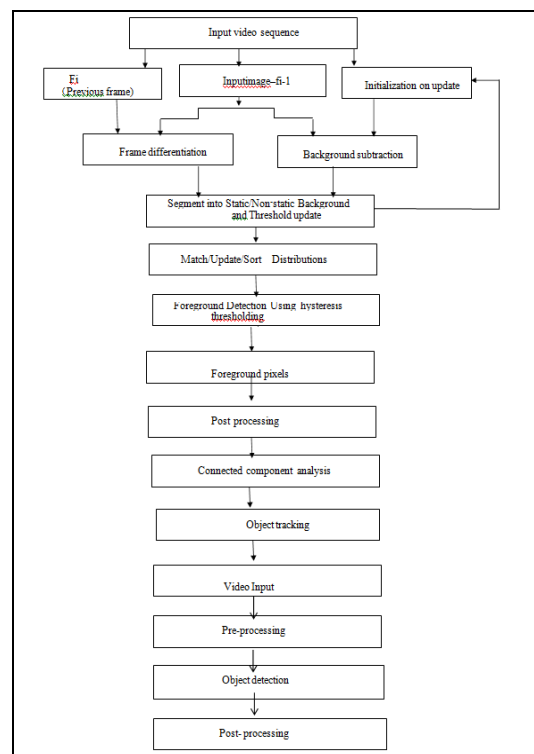 Input video sequence
Fi
(Previous frame)
Inputimage–fi-1
Initialization on update
Frame differentiation
Background subtraction
Segment into Static/Non-static Background
and Threshold update
Match/Update/Sort Distributions
Foreground Detection Using hysteresis
thresholding
Foreground pixels
Post processing
Connected component analysis
Object tracking
Video Input
Pre-processing
Object detection
Post- processing